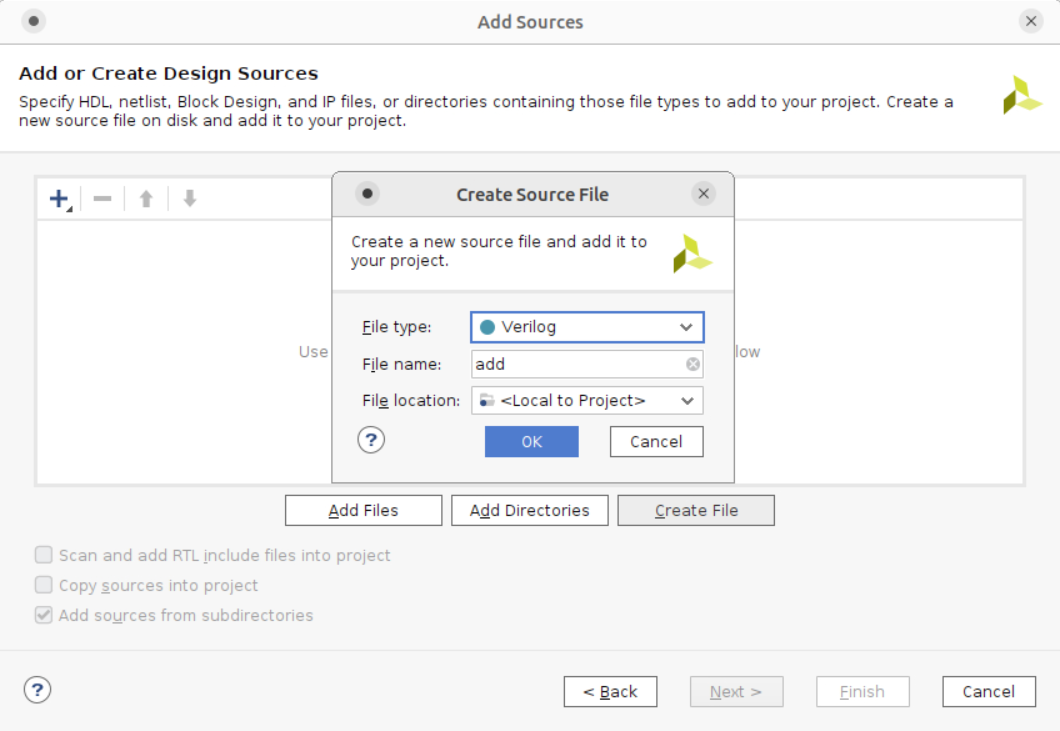 Add Sources
Add or Create Design Sources
Specify HDL, netlist, Block Design, and IP files, or directories containing those file types to add to your project. Create a
new source file on disk and add it to your project.
Create Source File
Create a new source file and add it to
your project.
File type:
Verilog
File name:
add
File location:
<Local to Project>
?
OK
Cancel
Use
low
Add Files
Add Directories
Create File
Scan and add RTL include files into project
Copy sources into project
Add sources from subdirectories
?
< Back
Next >
Finish
Cancel